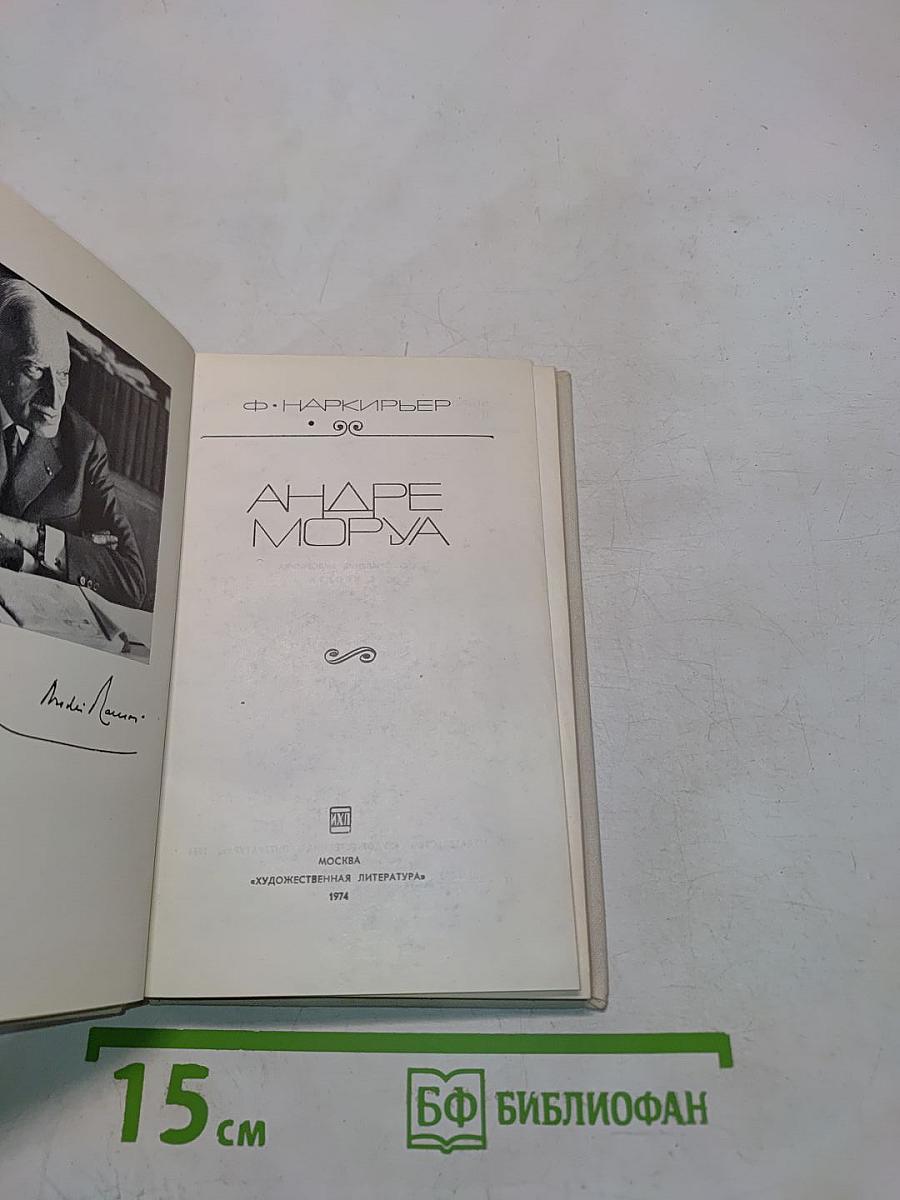 Ф·НАРКИРЬЕР
АНДРЕ
МОРУА
ИХЛ
МОСКВА
«ХУДОЖЕСТВЕННАЯ ЛИТЕРАТУРА»
1974
15 см
БФ БИБЛИОФАН